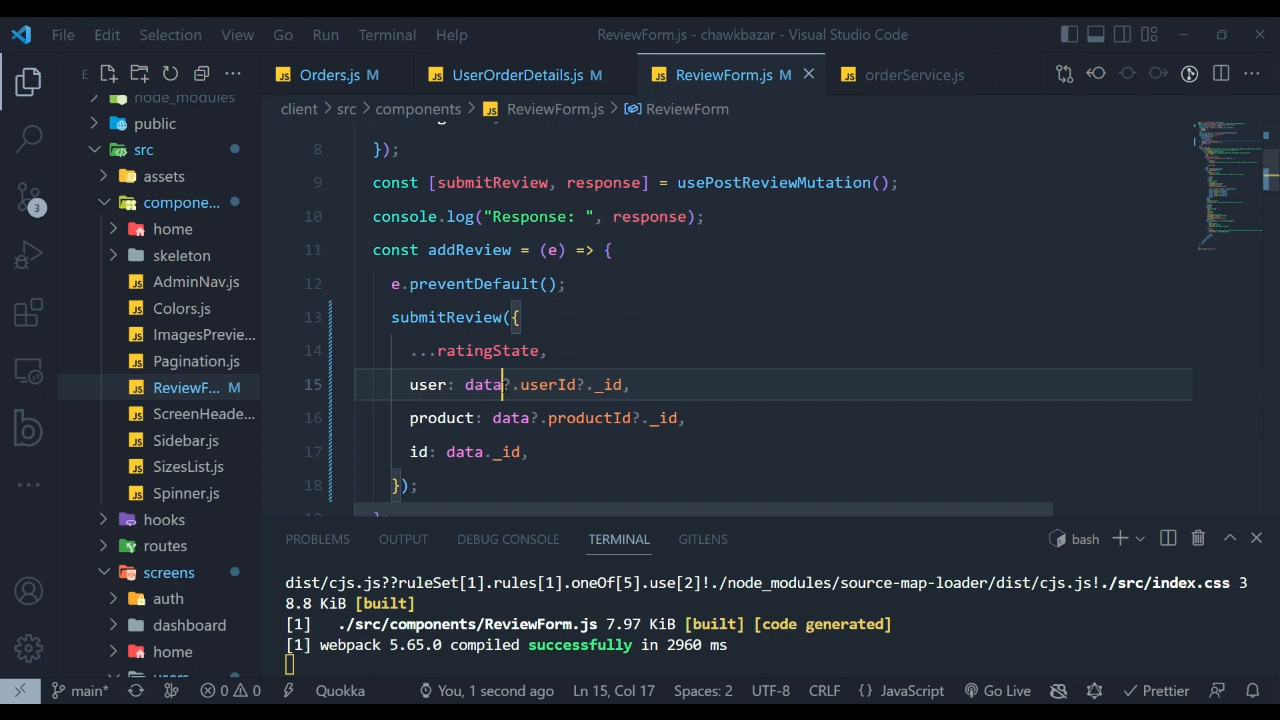 File Edit Selection View Go Run Terminal Help ReviewForm.js - chawkbazar - Visual Studio Code
E
Orders.js M UserOrderDetails.js M ReviewForm.js M orderService.js
client > src > components > ReviewForm.js > ReviewForm
node_modules
public
src
assets
compone...
home
skeleton
AdminNav.js
Colors.js
ImagesPrevie...
Pagination.js
ReviewF... M
ScreenHeade...
Sidebar.js
SizesList.js
Spinner.js
hooks
routes
screens
auth
dashboard
home
3
8 });
9 const [submitReview, response] = usePostReviewMutation();
10 console.log("Response: ", response);
11 const addReview = (e) => {
12 e.preventDefault();
13 submitReview({
14 ...ratingState,
15 user: data?.userId?._id,
16 product: data?.productId?._id,
17 id: data._id,
18 });
PROBLEMS OUTPUT DEBUG CONSOLE TERMINAL GITLENS bash
dist/cjs.js??ruleSet[1].rules[1].oneOf[5].use[2]!./node_modules/source-map-loader/dist/cjs.js!./src/index.css 3
8.8 KiB [built]
[1] ./src/components/ReviewForm.js 7.97 KiB [built] [code generated]
[1] webpack 5.65.0 compiled successfully in 2960 ms
main* 0 0 Quokka You, 1 second ago Ln 15, Col 17 Spaces: 2 UTF-8 CRLF {} JavaScript Go Live Prettier